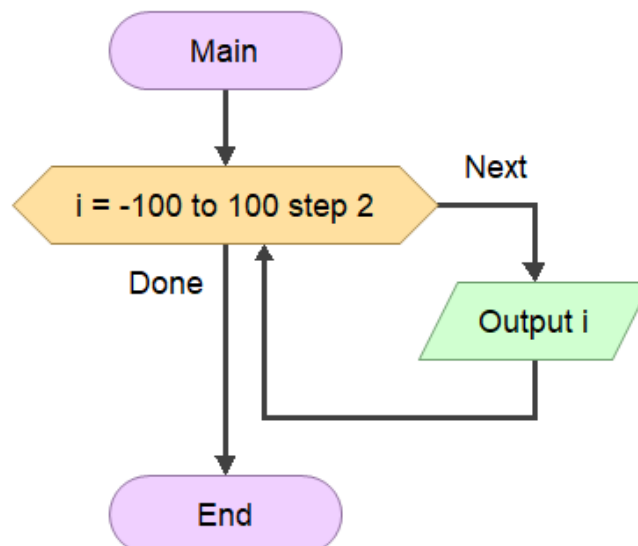 Main
i = -100 to 100 step 2
Next
Done
Output i
End